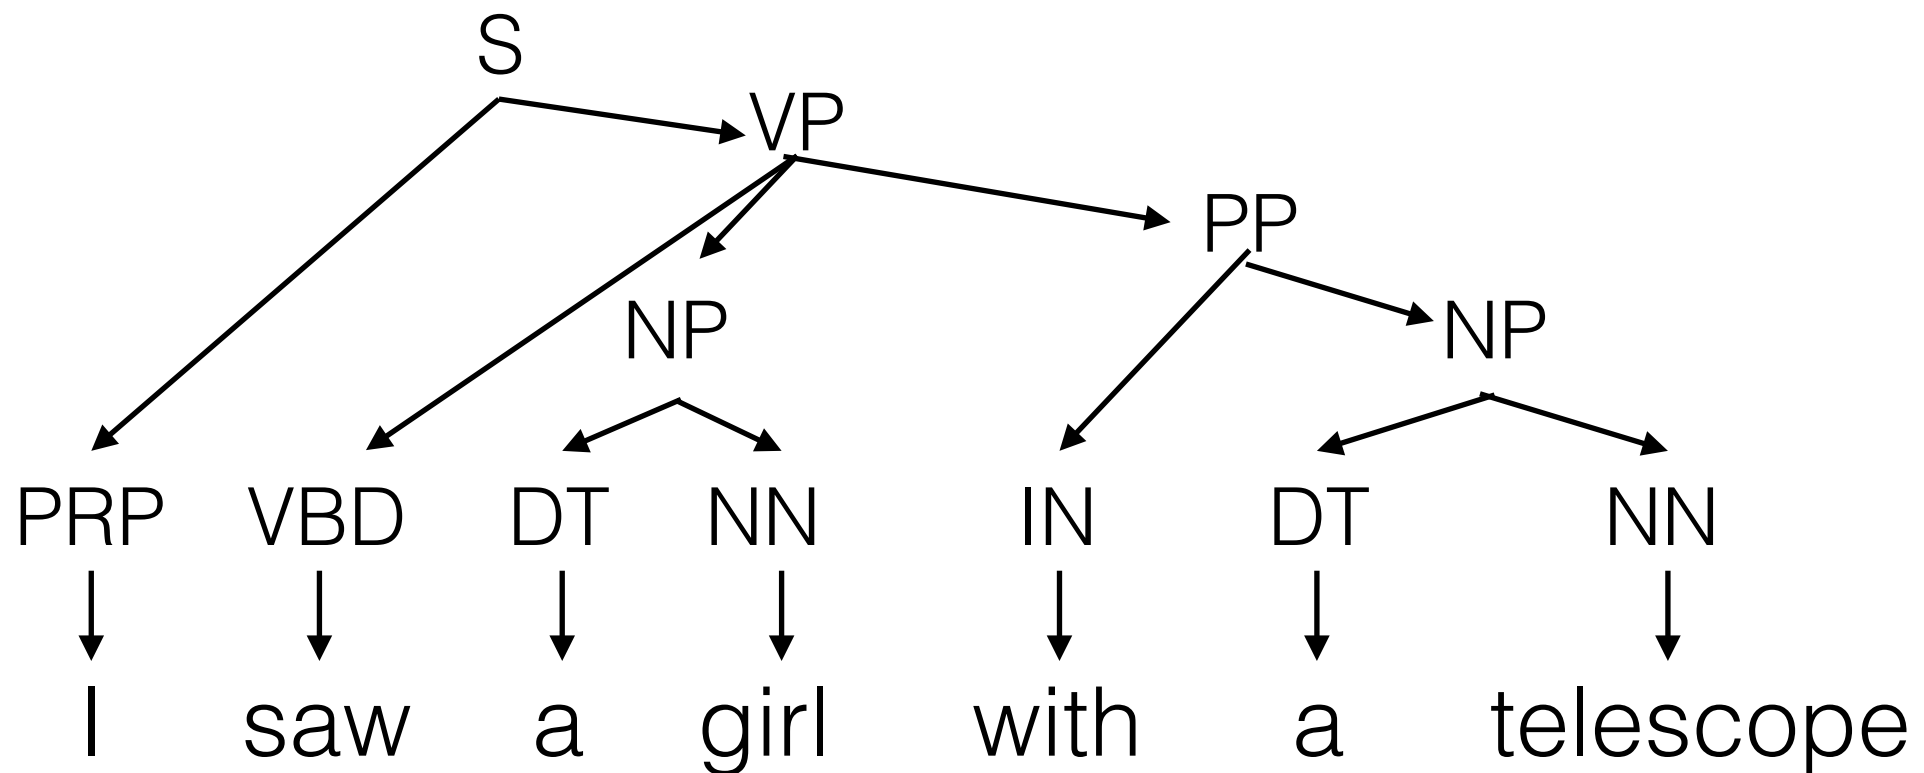 S
VP
PP
NP NP
PRP VBD DT NN IN DT NN
I saw a girl with a telescope